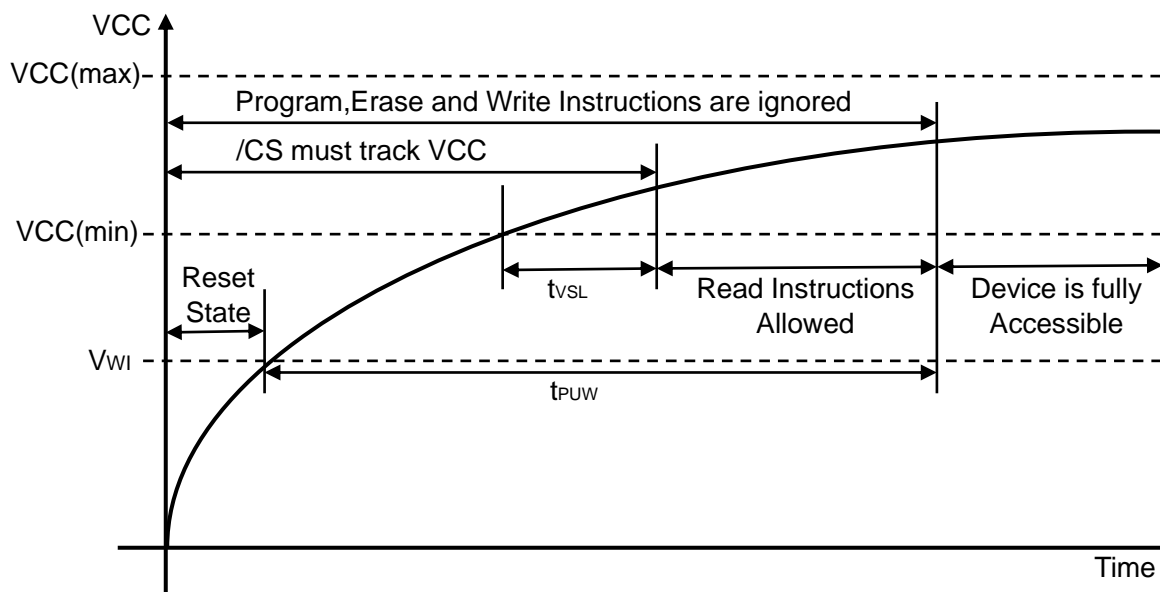 VCC
VCC(max)
Program,Erase and Write Instructions are ignored
/CS must track VCC
VCC(min)
Reset
State
tVSL
Read Instructions
Allowed
Device is fully
Accessible
VWI
tPUW
Time